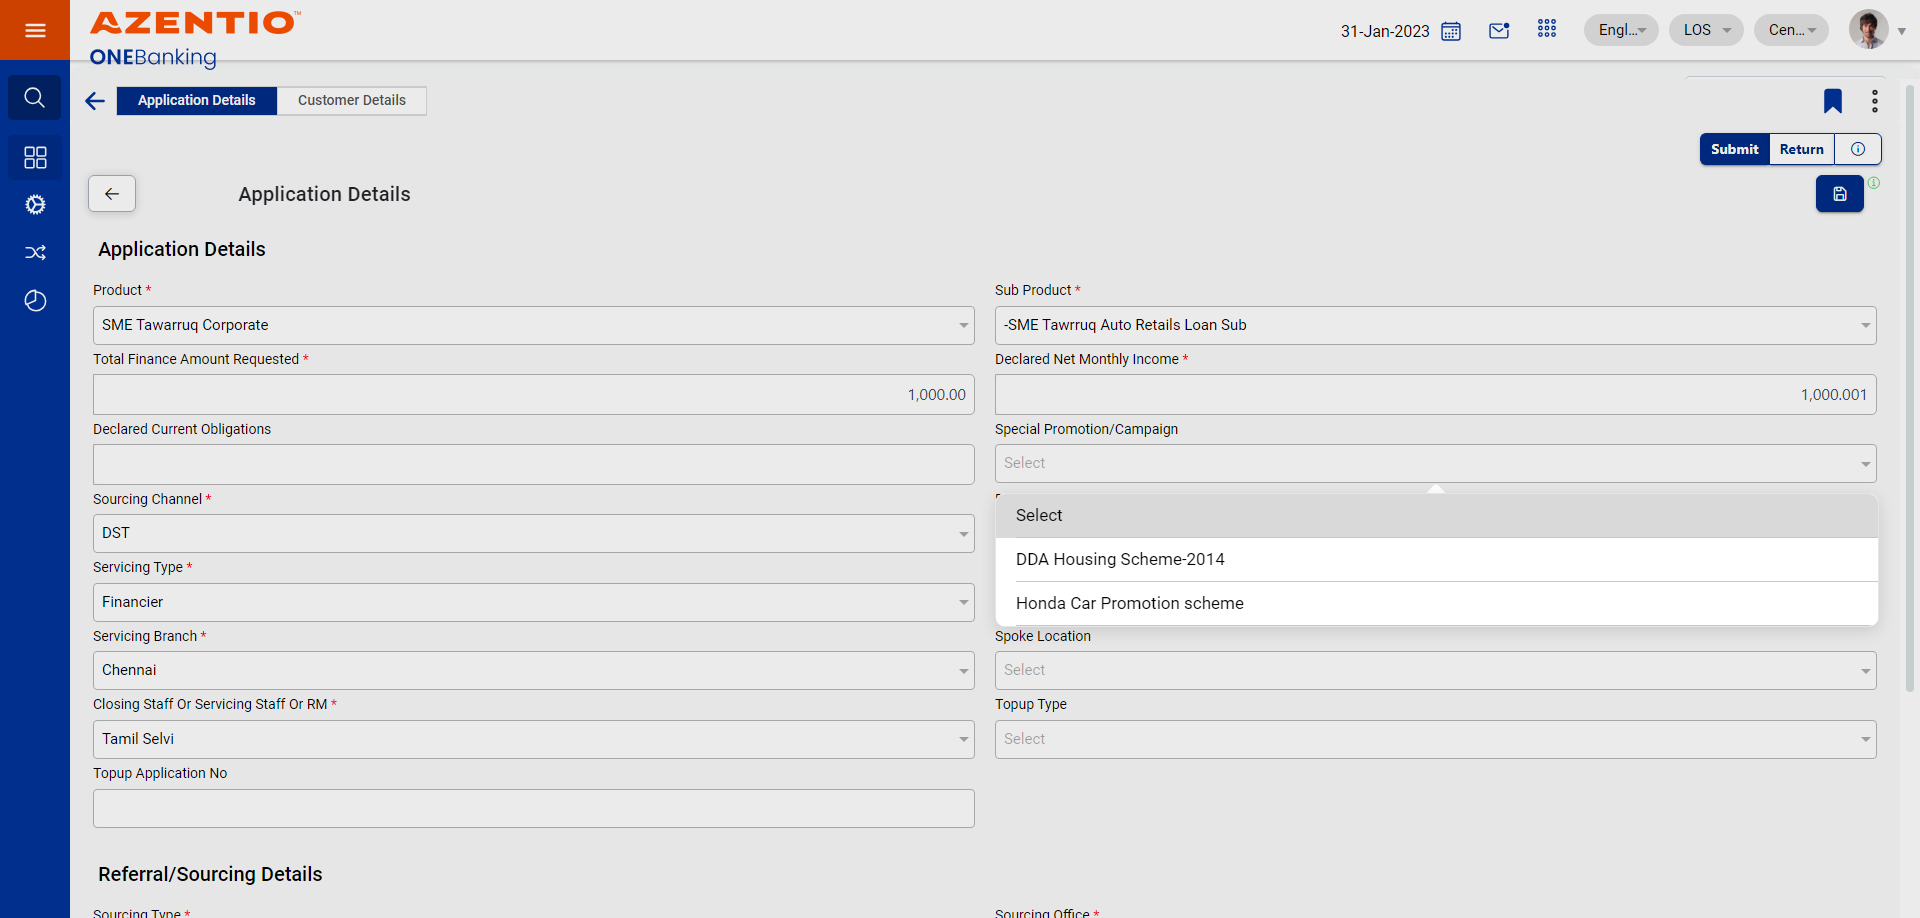 AZENTIO™
ONEBanking
31-Jan-2023
Engl...
LOS
Cen...
Application Details
Customer Details
Submit
Return
Application Details
Application Details
Product *
Sub Product *
SME Tawarruq Corporate
-SME Tawrruq Auto Retails Loan Sub
Total Finance Amount Requested *
Declared Net Monthly Income *
1,000.00
1,000.001
Declared Current Obligations
Special Promotion/Campaign
Select
Sourcing Channel *
DST
Select
DDA Housing Scheme-2014
Servicing Type *
Financier
Honda Car Promotion scheme
Servicing Branch *
Spoke Location
Chennai
Select
Closing Staff Or Servicing Staff Or RM *
Topup Type
Tamil Selvi
Select
Topup Application No
Referral/Sourcing Details
Sourcing Type *
Sourcing Office *